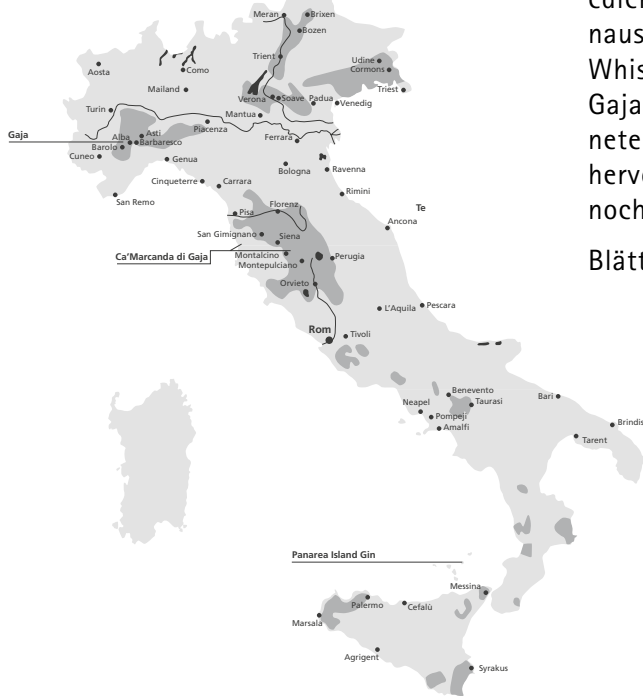 edler
naus
Whis
Gaja
nete
herv
noch
Blätt
Meran
Brixen
Bozen
Trient
Udine
Cormons
Aosta
Como
Triest
Mailand
Verona
Soave
Padua
Venedig
Turin
Mantua
Gaja
Alba
Asti
Piacenza
Ferrara
Barolo
Barbaresco
Cuneo
Genua
Bologna
Ravenna
Cinqueterre
Carrara
Rimini
San Remo
Florenz
Te
Pisa
Ancona
San Gimignano
Siena
Ca'Marcanda di Gaja
Montalcino
Perugia
Montepulciano
Orvieto
L'Aquila
Pescara
Rom
Tivoli
Benevento
Neapel
Taurasi
Bari
Pompeji
Amalfi
Brindis
Tarent
Panarea Island Gin
Messina
Palermo
Cefalù
Marsala
Agrigent
Syrakus